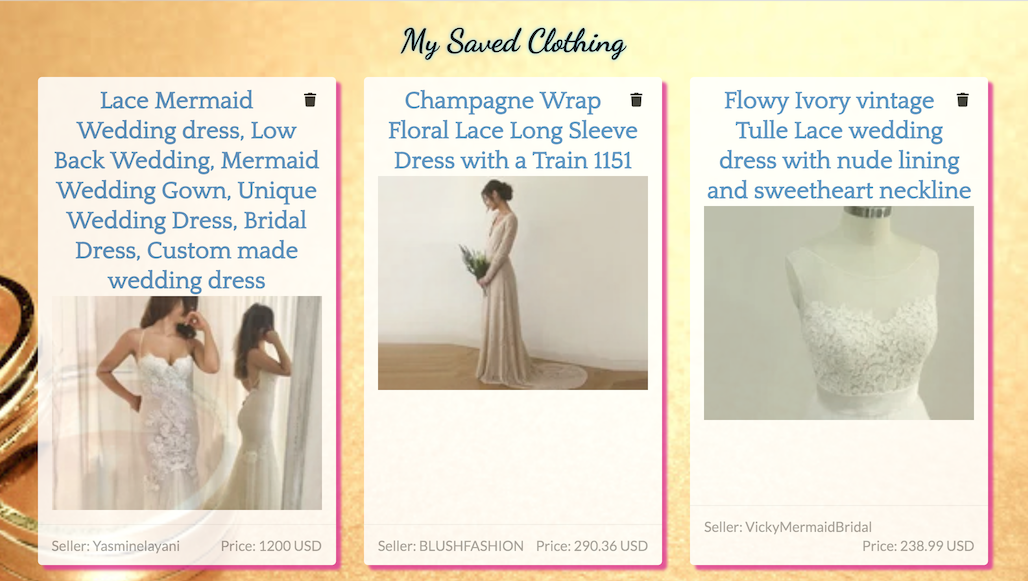 My Saved Clothing
Lace Mermaid
Wedding dress, Low
Back Wedding, Mermaid
Wedding Gown, Unique
Wedding Dress, Bridal
Dress, Custom made
wedding dress
Seller: Yasminelayani
Price: 1200 USD
Champagne Wrap
Floral Lace Long Sleeve
Dress with a Train 1151
Seller: BLUSHFASHION
Price: 290.36 USD
Flowy Ivory vintage
Tulle Lace wedding
dress with nude lining
and sweetheart neckline
Seller: VickyMermaidBridal
Price: 238.99 USD